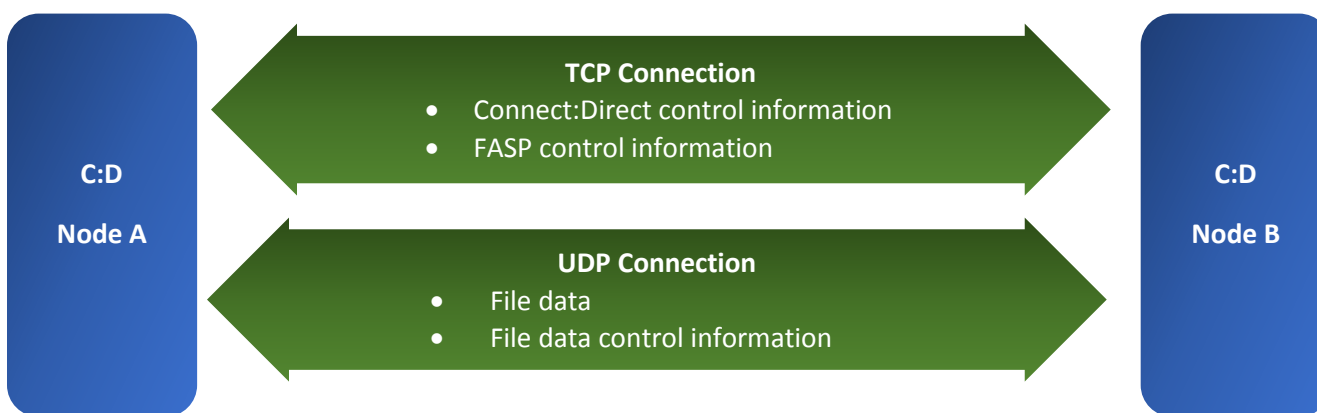 C:D
Node A
TCP Connection
• Connect:Direct control information
• FASP control information
UDP Connection
• File data
• File data control information
C:D
Node B